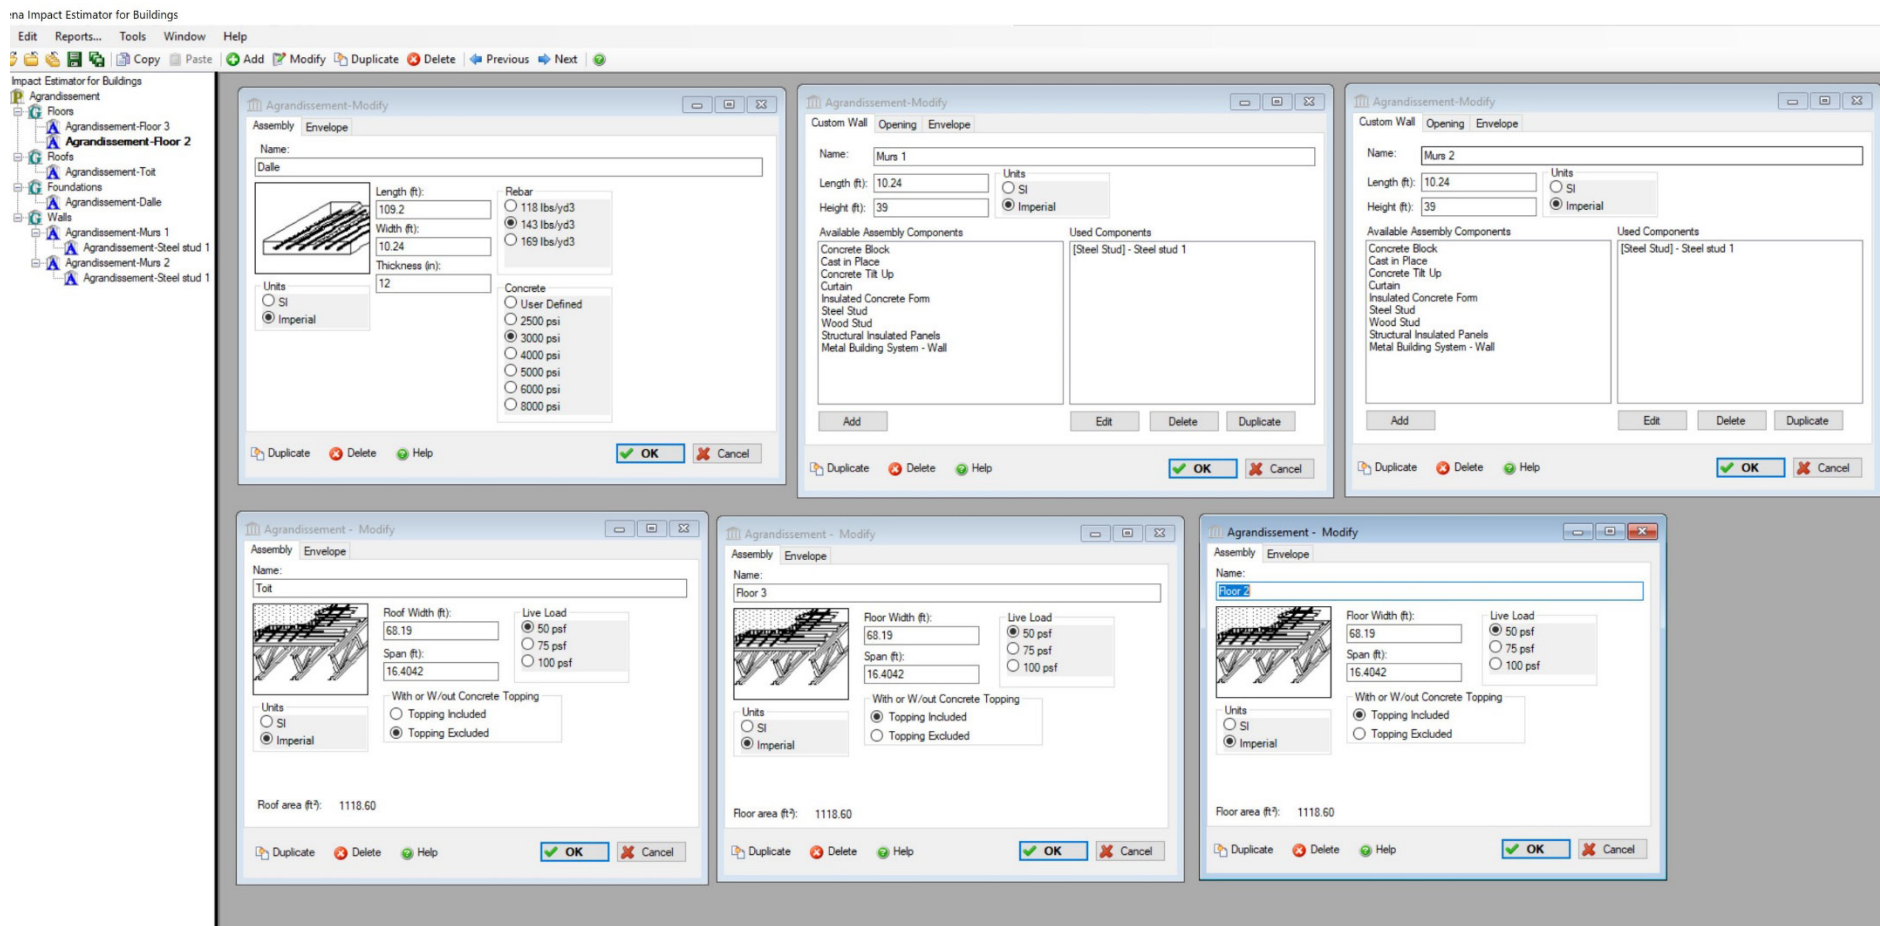 ena Impact Estimator for Buildings
Edit Reports... Tools Window Help
Copy Paste Add Modify Duplicate Delete Previous Next
Impact Estimator for Buildings
Agrandissement
Floors
Agrandissement-Floor 3
Agrandissement-Floor 2
Roofs
Agrandissement-Toit
Foundations
Agrandissement-Dalle
Walls
Agrandissement-Murs 1
Agrandissement-Steel stud 1
Agrandissement-Murs 2
Agrandissement-Steel stud 1
Agrandissement-Modify
Assembly Envelope
Name:
Dalle
Length (ft):
109.2
Width (ft):
10.24
Thickness (in):
12
Units
SI
Imperial
Rebar
118 lbs/yd3
143 lbs/yd3
169 lbs/yd3
Concrete
User Defined
2500 psi
3000 psi
4000 psi
5000 psi
6000 psi
8000 psi
Duplicate Delete Help OK Cancel
Agrandissement-Modify
Custom Wall Opening Envelope
Name: Murs 1
Length (ft): 10.24
Height (ft): 39
Units
SI
Imperial
Available Assembly Components
Concrete Block
Cast in Place
Concrete Tilt Up
Curtain
Insulated Concrete Form
Steel Stud
Wood Stud
Structural Insulated Panels
Metal Building System - Wall
Used Components
[Steel Stud] - Steel stud 1
Add Edit Delete Duplicate
Duplicate Delete Help OK Cancel
Agrandissement-Modify
Custom Wall Opening Envelope
Name: Murs 2
Length (ft): 10.24
Height (ft): 39
Units
SI
Imperial
Available Assembly Components
Concrete Block
Cast in Place
Concrete Tilt Up
Curtain
Insulated Concrete Form
Steel Stud
Wood Stud
Structural Insulated Panels
Metal Building System - Wall
Used Components
[Steel Stud] - Steel stud 1
Add Edit Delete Duplicate
Duplicate Delete Help OK Cancel
Agrandissement - Modify
Assembly Envelope
Name:
Toit
Roof Width (ft):
68.19
Span (ft):
16.4042
Live Load
50 psf
75 psf
100 psf
With or W/out Concrete Topping
Topping Included
Topping Excluded
Units
SI
Imperial
Roof area (ft²): 1118.60
Duplicate Delete Help OK Cancel
Agrandissement - Modify
Assembly Envelope
Name:
Floor 3
Floor Width (ft):
68.19
Span (ft):
16.4042
Live Load
50 psf
75 psf
100 psf
With or W/out Concrete Topping
Topping Included
Topping Excluded
Units
SI
Imperial
Floor area (ft²): 1118.60
Duplicate Delete Help OK Cancel
Agrandissement - Modify
Assembly Envelope
Name:
Floor 2
Floor Width (ft):
68.19
Span (ft):
16.4042
Live Load
50 psf
75 psf
100 psf
With or W/out Concrete Topping
Topping Included
Topping Excluded
Units
SI
Imperial
Floor area (ft²): 1118.60
Duplicate Delete Help OK Cancel